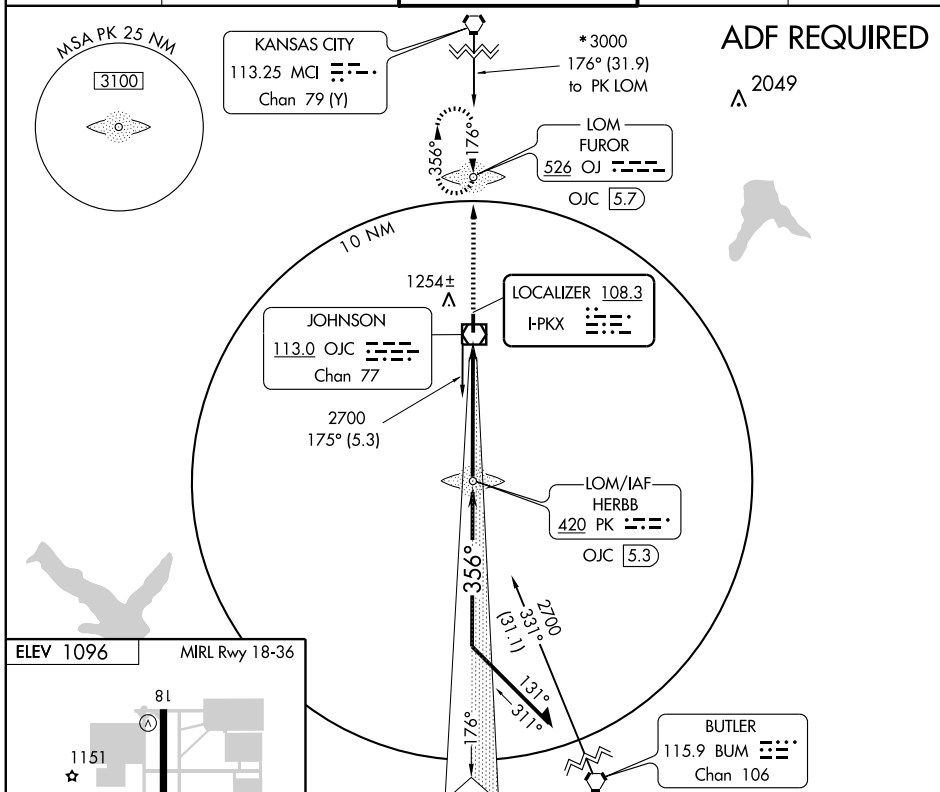 MSA PK 25 NM
3100
KANSAS CITY
113.25 MCI
Chan 79 (Y)
*3000
176° (31.9)
to PK LOM
ADF REQUIRED
2049
356°
176°
LOM
FUROR
526 OJ
OJC 5.7
10 NM
1254±
LOCALIZER 108.3
I-PKX
JOHNSON
113.0 OJC
Chan 77
2700
175° (5.3)
LOM/IAF
HERBB
420 PK
OJC 5.3
356°
2700
331°
(31.1)
131°
311°
176°
BUTLER
115.9 BUM
Chan 106
ELEV 1096
MIRL Rwy 18-36
18
1151